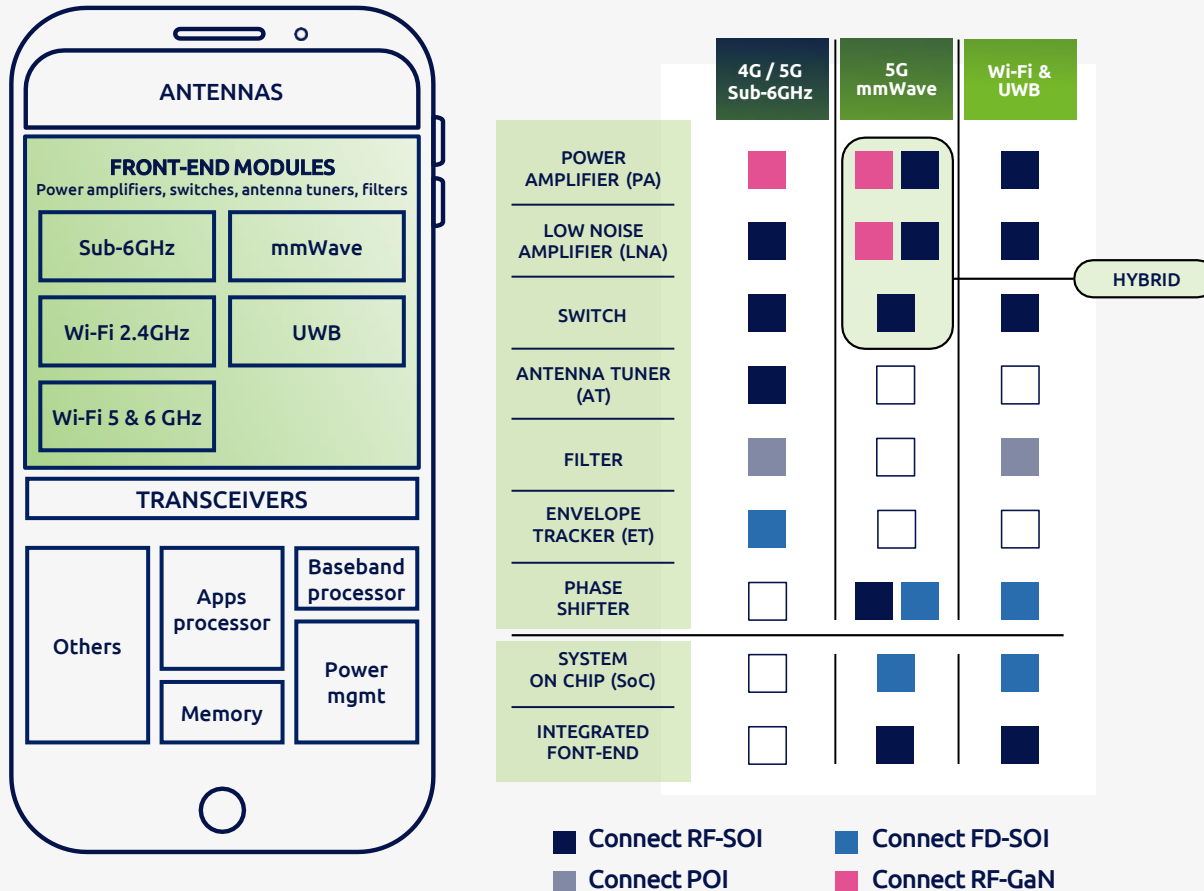 ANTENNAS
FRONT-END MODULES
Power amplifiers, switches, antenna tuners, filters
Sub-6GHz
mmWave
Wi-Fi 2.4GHz
UWB
Wi-Fi 5 & 6 GHz
TRANSCEIVERS
Others
Apps
processor
Memory
Baseband
processor
Power
mgmt
4G / 5G
Sub-6GHz
5G
mmWave
Wi-Fi &
UWB
POWER
AMPLIFIER (PA)
LOW NOISE
AMPLIFIER (LNA)
SWITCH
ANTENNA TUNER
(AT)
FILTER
ENVELOPE
TRACKER (ET)
PHASE
SHIFTER
SYSTEM
ON CHIP (SoC)
INTEGRATED
FONT-END
HYBRID
Connect RF-SOI
Connect FD-SOI
Connect POI
Connect RF-GaN